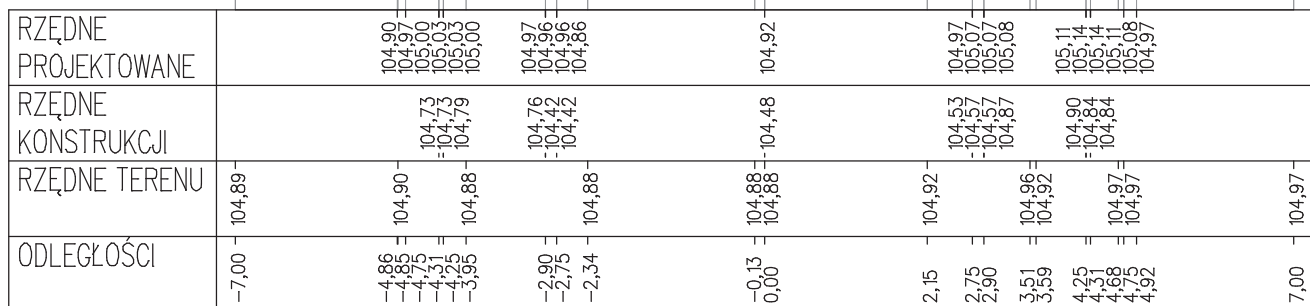 RZĘDNE
PROJEKTOWANE
104,90 104,97 105,00 105,03 105,03 105,00 104,97 104,96 104,96 104,86 104,92 104,97 105,07 105,07 105,08 105,11 105,14 105,14 105,11 105,08 104,97
RZĘDNE
KONSTRUKCJI
104,73 104,73 104,79 104,76 104,42 104,42 104,48 104,53 104,57 104,57 104,87 104,90 104,84 104,84
RZĘDNE TERENU
104,89 104,90 104,88 104,88 104,88 104,88 104,92 104,96 104,92 104,97 104,97 104,97
ODLEGŁOŚCI
-7,00 -4,86 -4,85 -4,75 -4,31 -4,25 -3,95 -2,90 -2,75 -2,34 -0,13 0,00 2,15 2,75 2,90 3,51 3,59 4,25 4,31 4,68 4,75 4,92 7,00